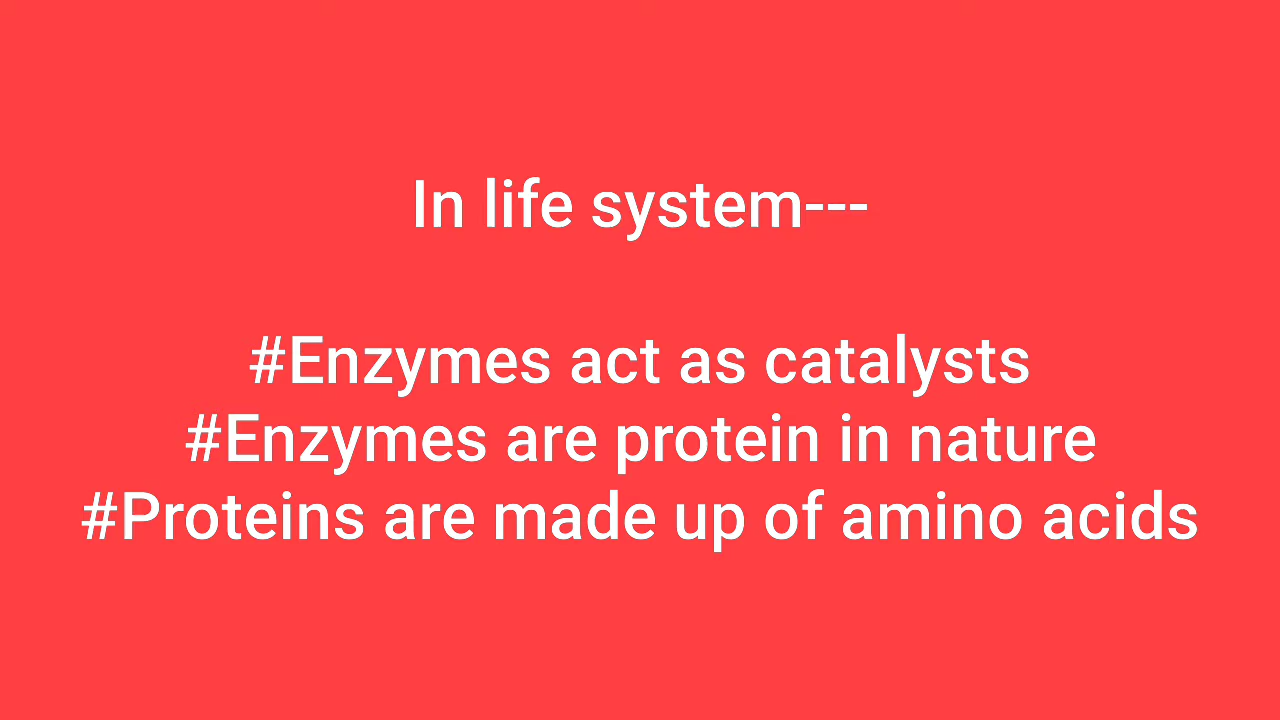 In life system---
#Enzymes act as catalysts
#Enzymes are protein in nature
#Proteins are made up of amino acids